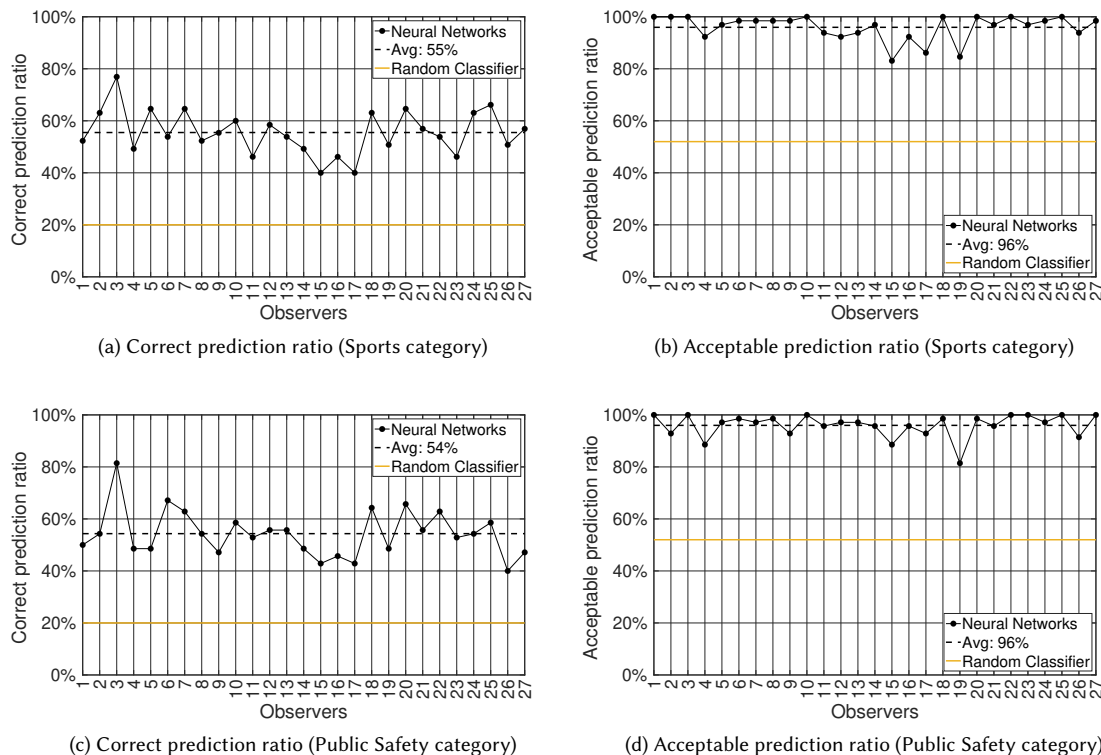 100%
80%
60%
40%
20%
0%
Correct prediction ratio
Neural Networks
Avg: 55%
Random Classifier
1 2 3 4 5 6 7 8 9 10 11 12 13 14 15 16 17 18 19 20 21 22 23 24 25 26 27
Observers
(a) Correct prediction ratio (Sports category)
100%
80%
60%
40%
20%
0%
Acceptable prediction ratio
Neural Networks
Avg: 96%
Random Classifier
1 2 3 4 5 6 7 8 9 10 11 12 13 14 15 16 17 18 19 20 21 22 23 24 25 26 27
Observers
(b) Acceptable prediction ratio (Sports category)
100%
80%
60%
40%
20%
0%
Correct prediction ratio
Neural Networks
Avg: 54%
Random Classifier
1 2 3 4 5 6 7 8 9 10 11 12 13 14 15 16 17 18 19 20 21 22 23 24 25 26 27
Observers
(c) Correct prediction ratio (Public Safety category)
100%
80%
60%
40%
20%
0%
Acceptable prediction ratio
Neural Networks
Avg: 96%
Random Classifier
1 2 3 4 5 6 7 8 9 10 11 12 13 14 15 16 17 18 19 20 21 22 23 24 25 26 27
Observers
(d) Acceptable prediction ratio (Public Safety category)